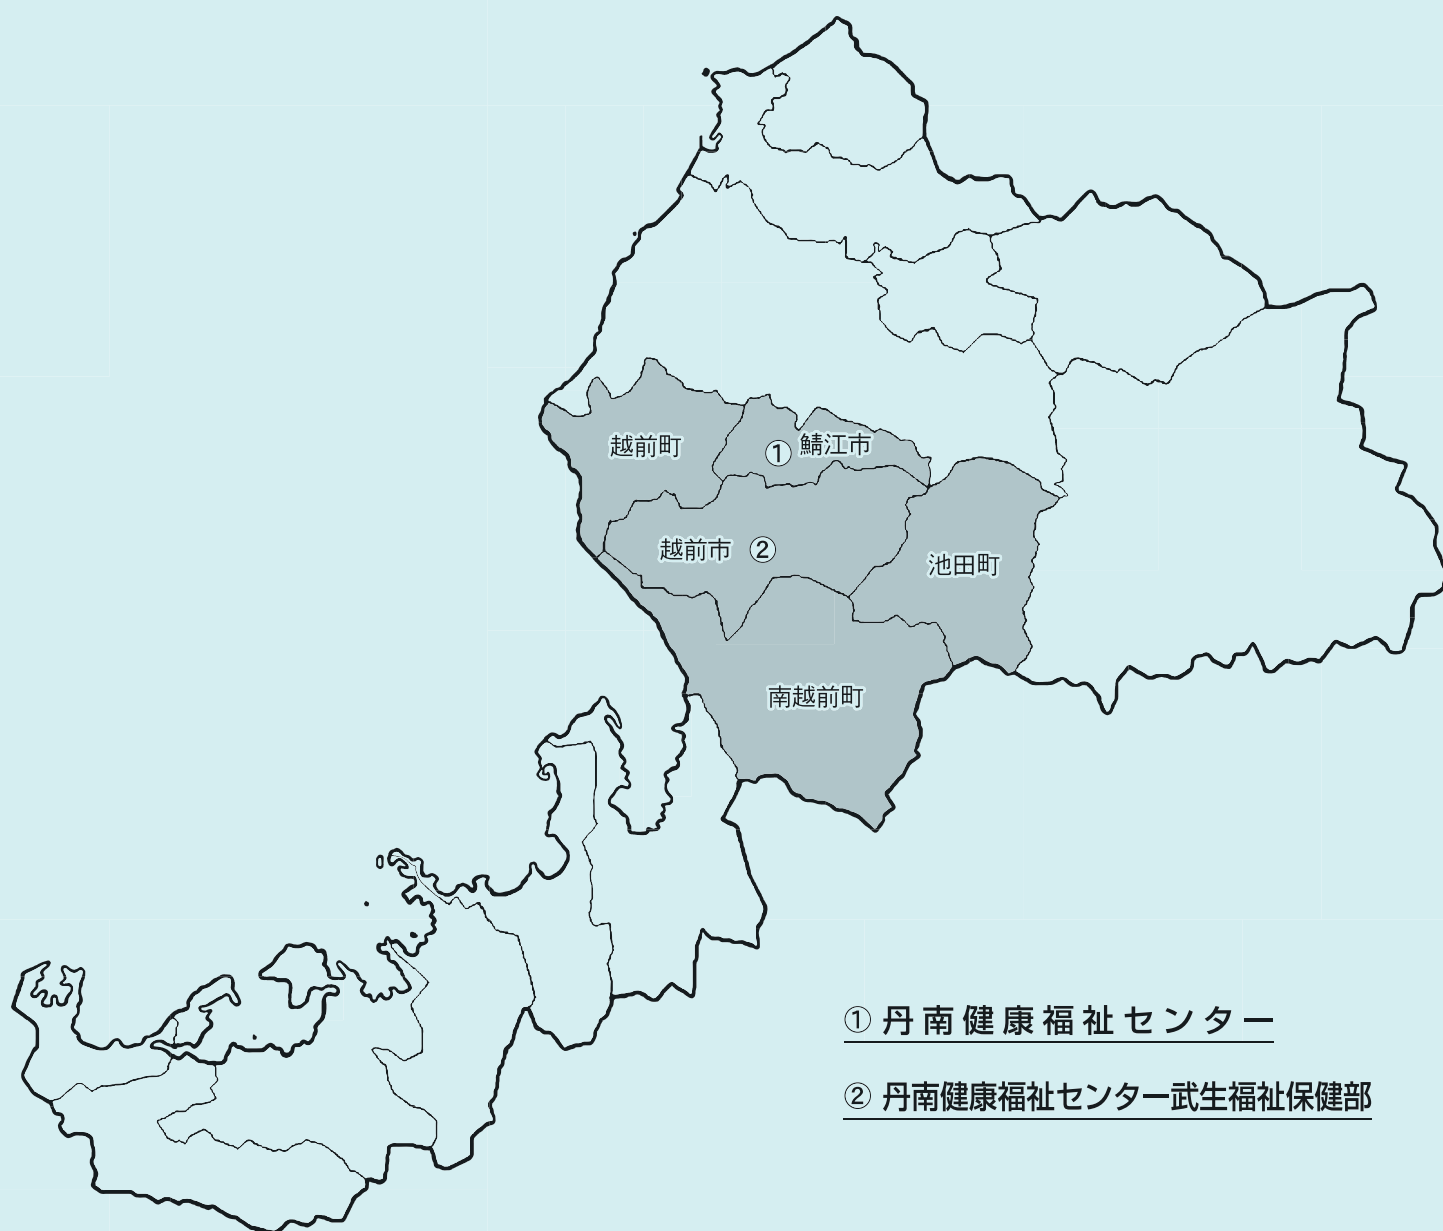 越前町
① 鯖江市
越前市 ②
池田町
南越前町
① 丹南健康福祉センター
② 丹南健康福祉センター武生福祉保健部